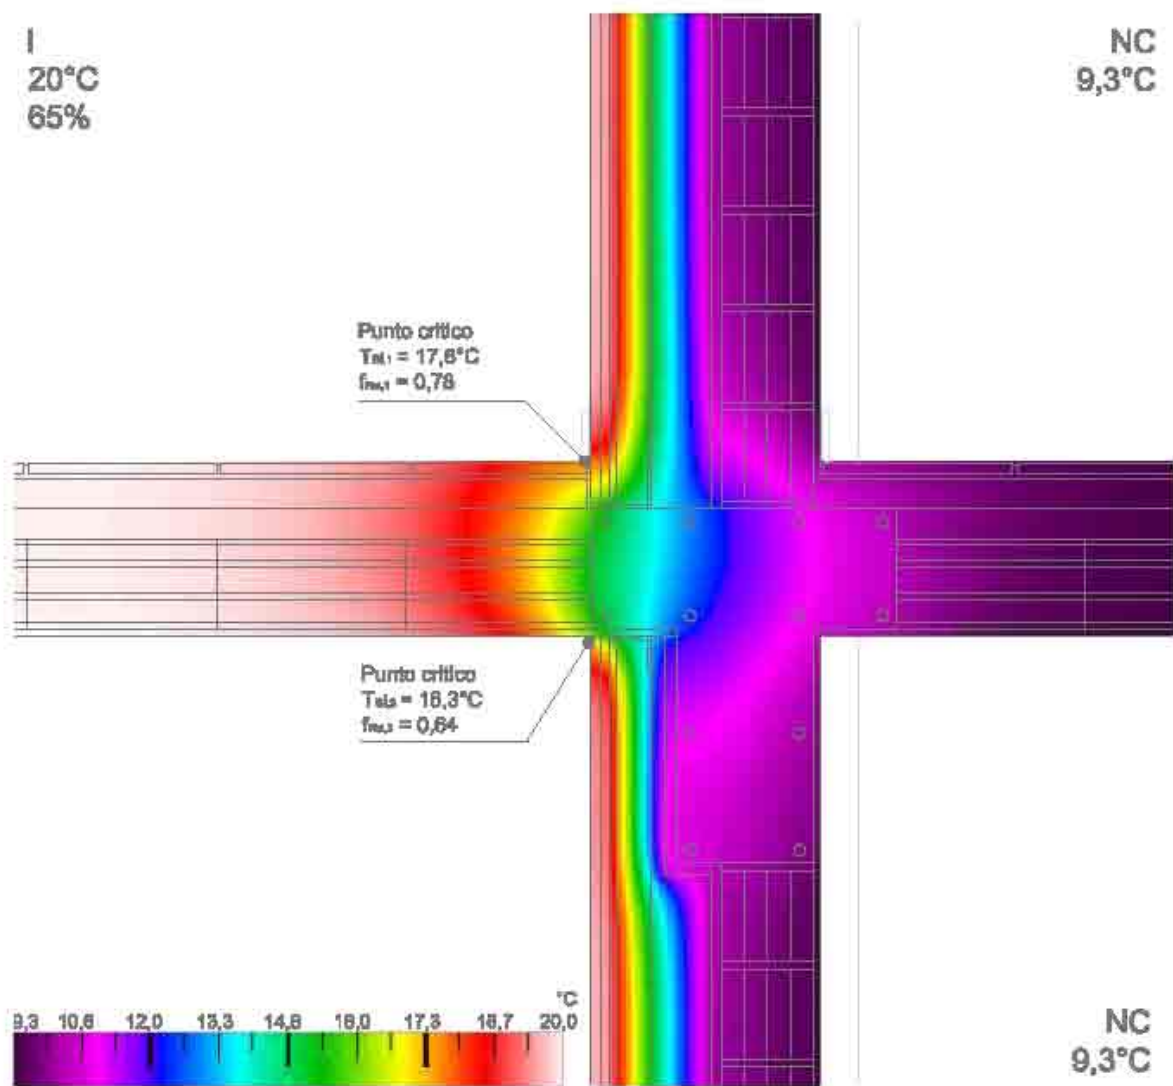 I
20°C
65%
NC
9,3°C
Punto critico
Tsi,1 = 17,6°C
fRsi,1 = 0,78
Punto critico
Tsi,2 = 16,3°C
fRsi,2 = 0,64
°C
9,3 10,6 12,0 13,3 14,6 16,0 17,3 18,7 20,0
NC
9,3°C